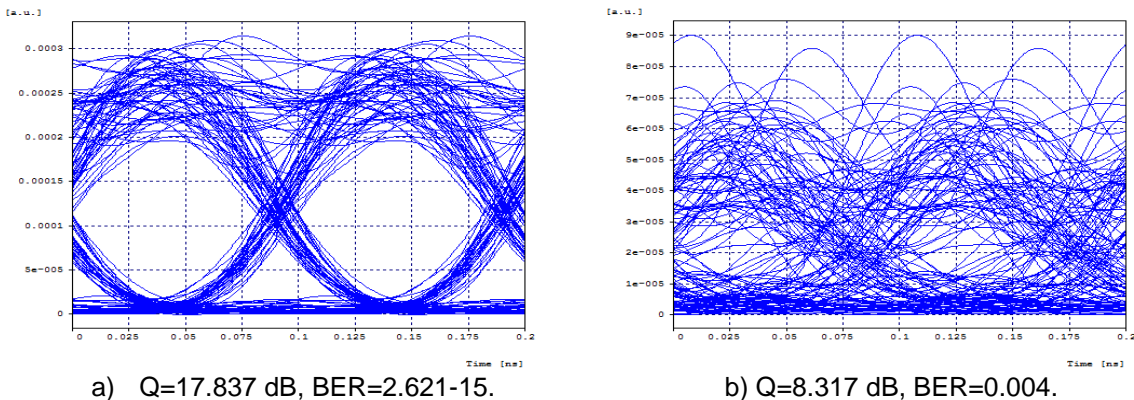 [a.u.]
0.0003
0.00025
0.0002
0.00015
0.0001
5e-005
0
0 0.025 0.05 0.075 0.1 0.125 0.15 0.175 0.2
Time [ns]
a) Q=17.837 dB, BER=2.621-15.
[a.u.]
9e-005
8e-005
7e-005
6e-005
5e-005
4e-005
3e-005
2e-005
1e-005
0
0 0.025 0.05 0.075 0.1 0.125 0.15 0.175 0.2
Time [ns]
b) Q=8.317 dB, BER=0.004.